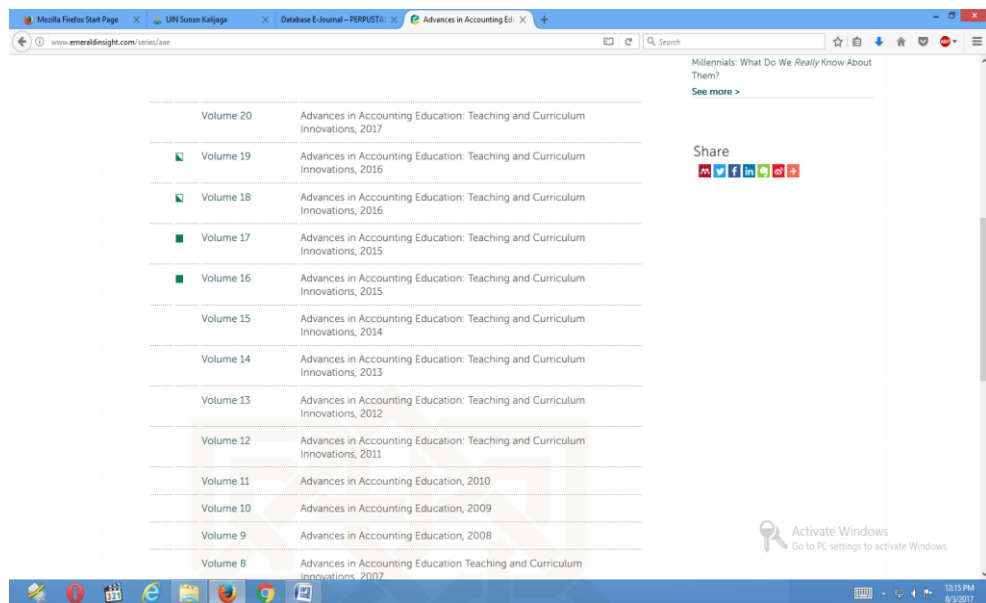 Mozilla Firefox Start Page
UIN Sunan Kalijaga
Database E-Journal – PERPUSTA
Advances in Accounting Edu
www.emeraldinsight.com/series/aae
Search
ABP
Millennials: What Do We Really Know About
Them?
See more >
Volume 20
Advances in Accounting Education: Teaching and Curriculum
Innovations, 2017
Volume 19
Advances in Accounting Education: Teaching and Curriculum
Innovations, 2016
Volume 18
Advances in Accounting Education: Teaching and Curriculum
Innovations, 2016
Volume 17
Advances in Accounting Education: Teaching and Curriculum
Innovations, 2015
Volume 16
Advances in Accounting Education: Teaching and Curriculum
Innovations, 2015
Volume 15
Advances in Accounting Education: Teaching and Curriculum
Innovations, 2014
Volume 14
Advances in Accounting Education: Teaching and Curriculum
Innovations, 2013
Volume 13
Advances in Accounting Education: Teaching and Curriculum
Innovations, 2012
Volume 12
Advances in Accounting Education: Teaching and Curriculum
Innovations, 2011
Volume 11
Advances in Accounting Education, 2010
Volume 10
Advances in Accounting Education, 2009
Volume 9
Advances in Accounting Education, 2008
Volume 8
Advances in Accounting Education Teaching and Curriculum
Innovations, 2007
Share
Activate Windows
Go to PC settings to activate Windows.
321
12:15 PM
8/3/2017